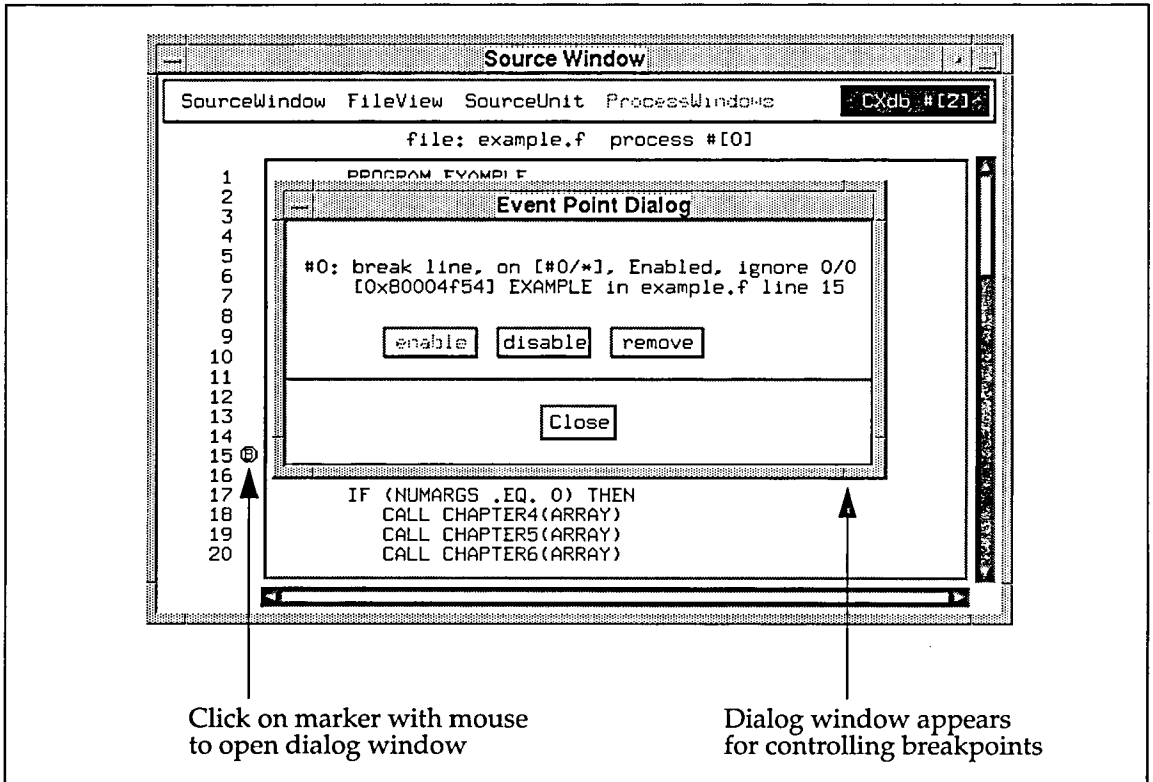 Source Window
SourceWindow FileView SourceUnit ProcessWindows CXdb #[2]
file: example.f process #[0]
1 PROGRAM EXAMPLE
2
3
4
5
6
7
8
9
10
11
12
13
14
15 B
16
17 IF (NUMARGS .EQ. 0) THEN
18 CALL CHAPTER4(ARRAY)
19 CALL CHAPTER5(ARRAY)
20 CALL CHAPTER6(ARRAY)
Event Point Dialog
#0: break line, on [#0/*], Enabled, ignore 0/0
[0x80004f54] EXAMPLE in example.f line 15
enable disable remove
Close
Click on marker with mouse
to open dialog window
Dialog window appears
for controlling breakpoints